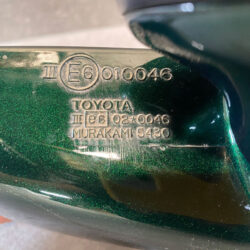 III E6 010046
TOYOTA
III e6 02*0046
MURAKAMI 5430